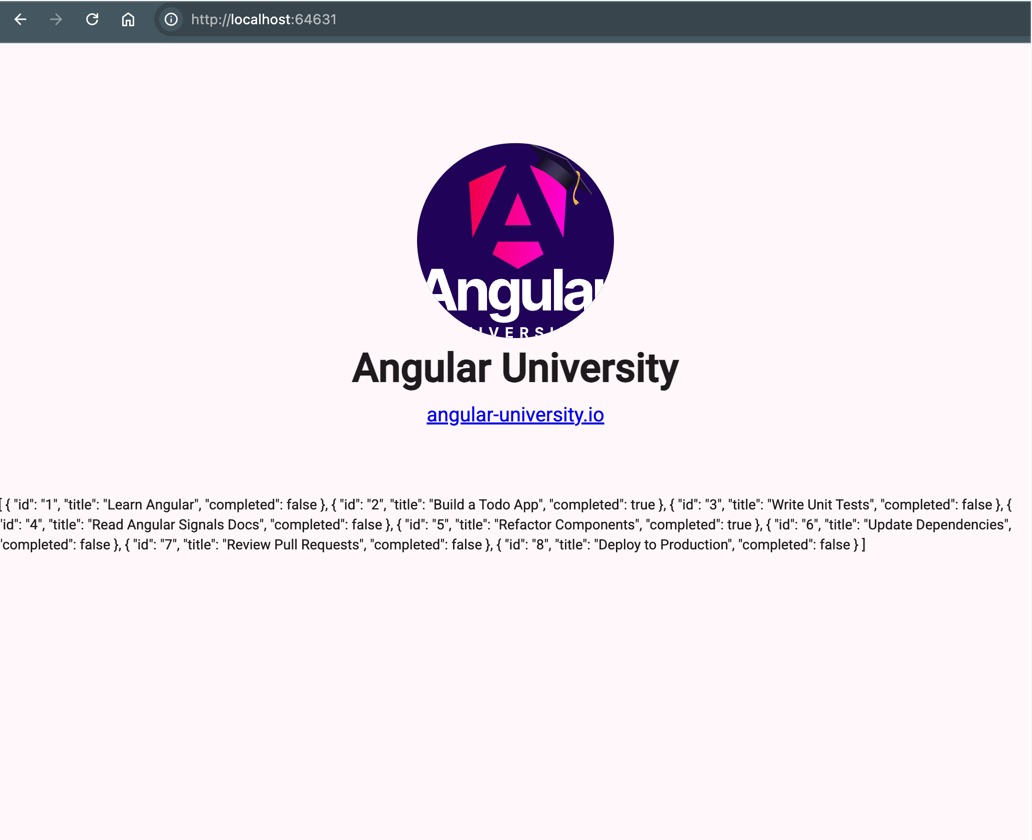 http://localhost:64631
Angular
IVERSI
Angular University
angular-university.io
[ { "id": "1", "title": "Learn Angular", "completed": false }, { "id": "2", "title": "Build a Todo App", "completed": true }, { "id": "3", "title": "Write Unit Tests", "completed": false }, {
"id": "4", "title": "Read Angular Signals Docs", "completed": false }, { "id": "5", "title": "Refactor Components", "completed": true }, { "id": "6", "title": "Update Dependencies",
"completed": false }, { "id": "7", "title": "Review Pull Requests", "completed": false }, { "id": "8", "title": "Deploy to Production", "completed": false } ]